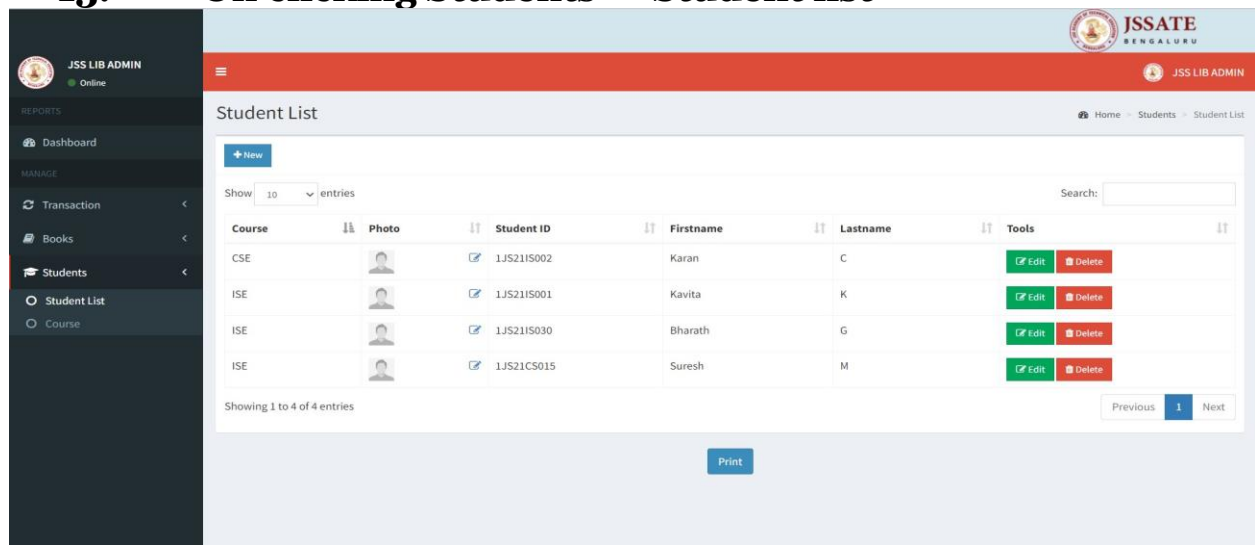 JSSATE
BENGALURU
JSS LIB ADMIN
Online
JSS LIB ADMIN
REPORTS
Student List
Home > Students > Student List
Dashboard
+ New
MANAGE
Show 10 entries
Search:
Transaction
Course Photo Student ID Firstname Lastname Tools
Books
CSE 1JS21IS002 Karan C Edit Delete
Students
ISE 1JS21IS001 Kavita K Edit Delete
Student List
Course
ISE 1JS21IS030 Bharath G Edit Delete
ISE 1JS21CS015 Suresh M Edit Delete
Showing 1 to 4 of 4 entries
Previous 1 Next
Print